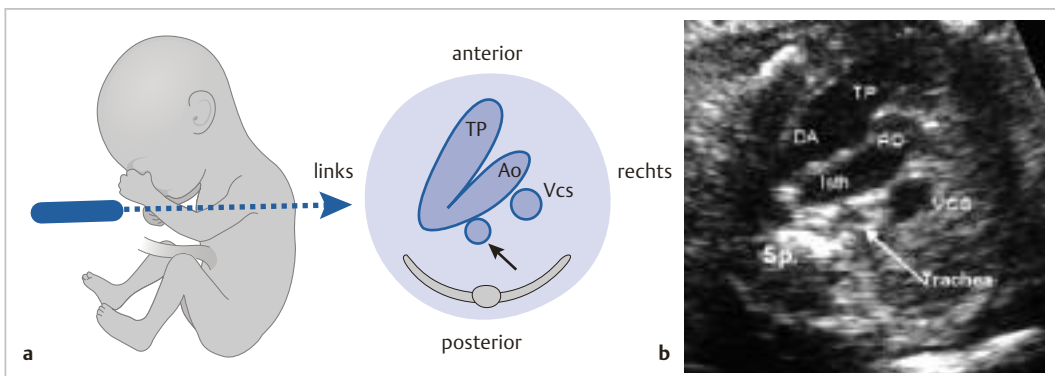 anterior
links
TP
Ao
Vcs
rechts
posterior
a
TP
DA
AO
Isth
VCS
Sp.
Trachea
b